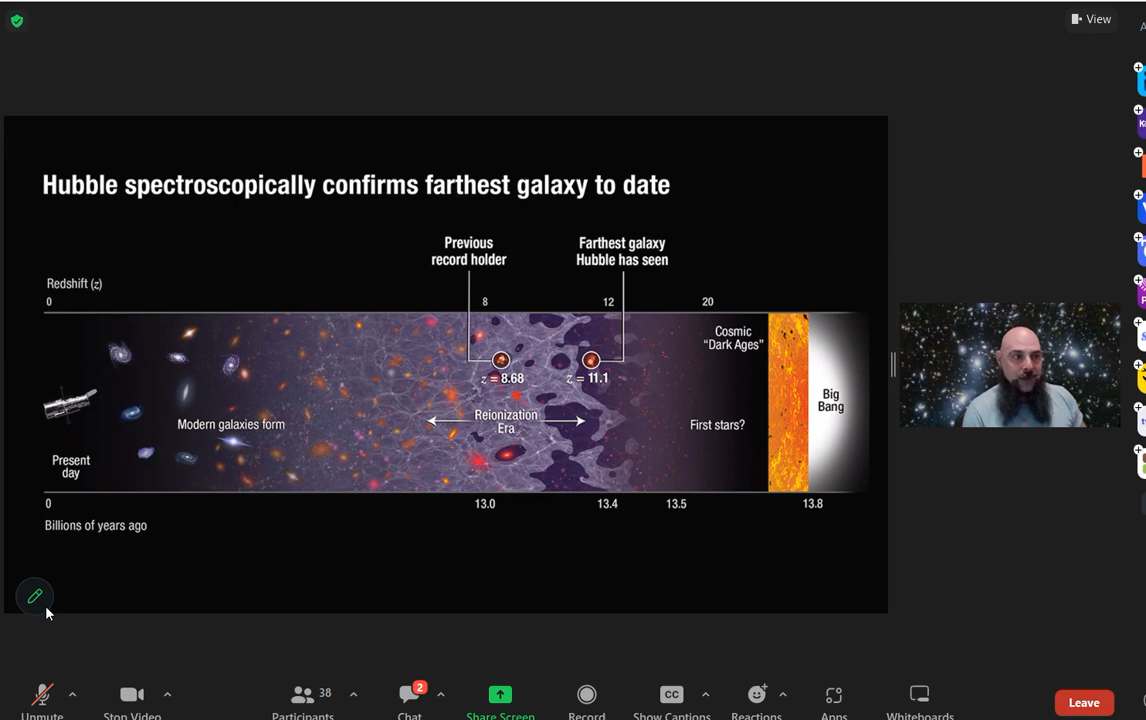 View
Hubble spectroscopically confirms farthest galaxy to date
Previous
record holder
Farthest galaxy
Hubble has seen
Redshift (z)
0
8
12
20
Cosmic
"Dark Ages"
z = 8.68
z = 11.1
Big
Bang
Reionization
Era
Modern galaxies form
First stars?
Present
day
0
13.0
13.4
13.5
13.8
Billions of years ago
38
2
CC
Unmute
Stop Video
Participants
Chat
Share Screen
Record
Show Captions
Reactions
Apps
Whiteboards
Leave